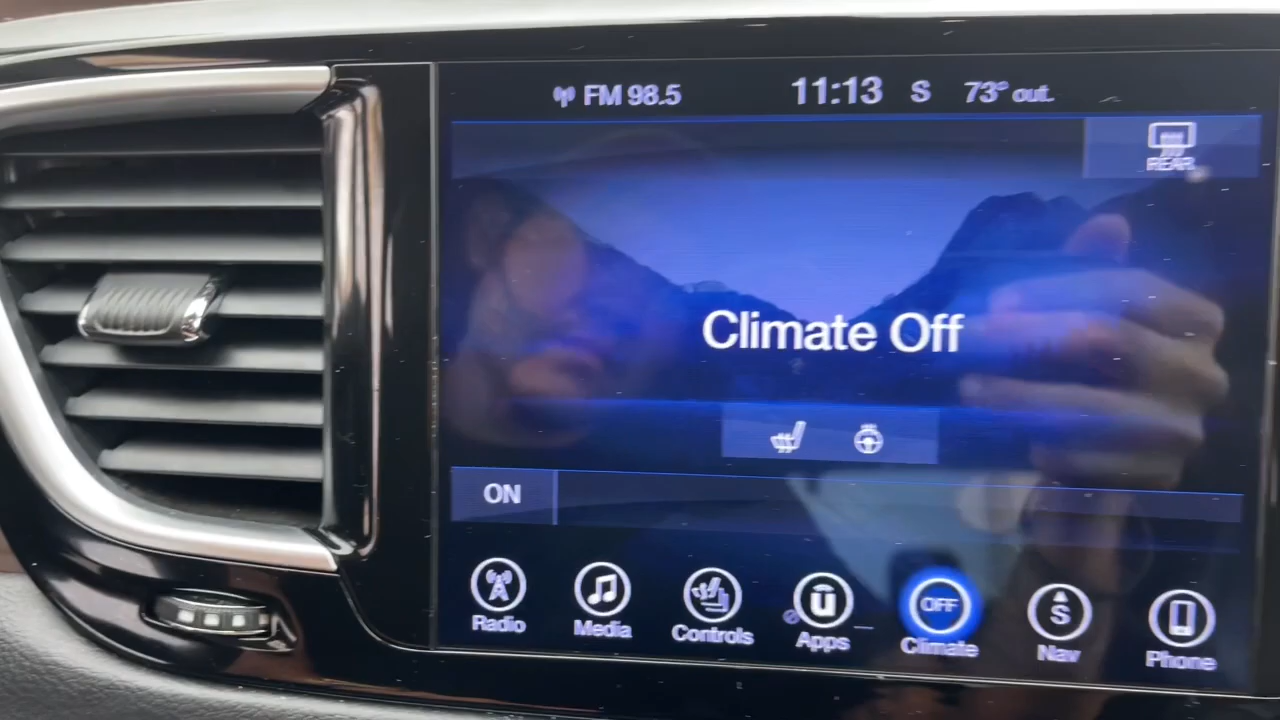 FM 98.5 11:13 S 73° out.
REAR
Climate Off
ON
OFF S
Radio Media Controls Apps Climate Nav Phone